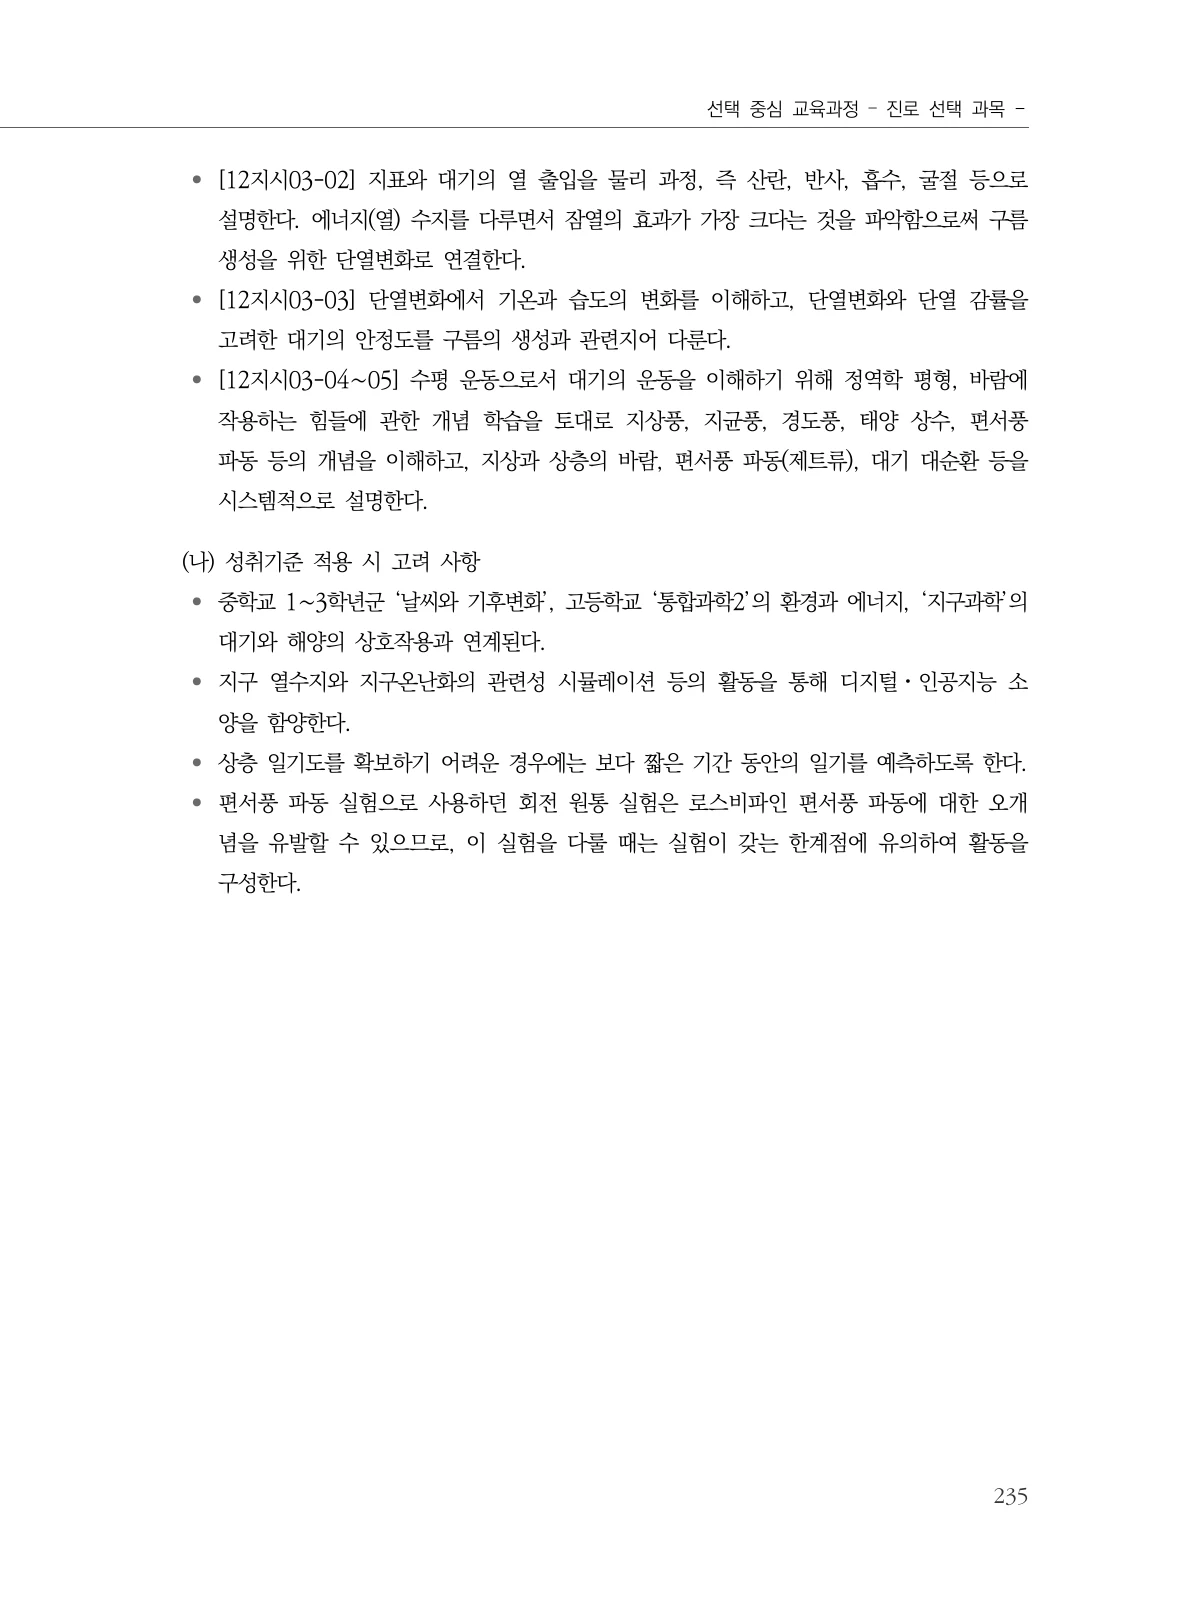 선택 중심 교육과정 - 진로 선택 과목 -
• [12지시03-02] 지표와 대기의 열 출입을 물리 과정, 즉 산란, 반사, 흡수, 굴절 등으로
설명한다. 에너지(열) 수지를 다루면서 잠열의 효과가 가장 크다는 것을 파악함으로써 구름
생성을 위한 단열변화로 연결한다.
• [12지시03-03] 단열변화에서 기온과 습도의 변화를 이해하고, 단열변화와 단열 감률을
고려한 대기의 안정도를 구름의 생성과 관련지어 다룬다.
• [12지시03-04~05] 수평 운동으로서 대기의 운동을 이해하기 위해 정역학 평형, 바람에
작용하는 힘들에 관한 개념 학습을 토대로 지상풍, 지균풍, 경도풍, 태양 상수, 편서풍
파동 등의 개념을 이해하고, 지상과 상층의 바람, 편서풍 파동(제트류), 대기 대순환 등을
시스템적으로 설명한다.
(나) 성취기준 적용 시 고려 사항
• 중학교 1~3학년군 ‘날씨와 기후변화’, 고등학교 ‘통합과학2’의 환경과 에너지, ‘지구과학’의
대기와 해양의 상호작용과 연계된다.
• 지구 열수지와 지구온난화의 관련성 시뮬레이션 등의 활동을 통해 디지털・인공지능 소
양을 함양한다.
• 상층 일기도를 확보하기 어려운 경우에는 보다 짧은 기간 동안의 일기를 예측하도록 한다.
• 편서풍 파동 실험으로 사용하던 회전 원통 실험은 로스비파인 편서풍 파동에 대한 오개
념을 유발할 수 있으므로, 이 실험을 다룰 때는 실험이 갖는 한계점에 유의하여 활동을
구성한다.
235